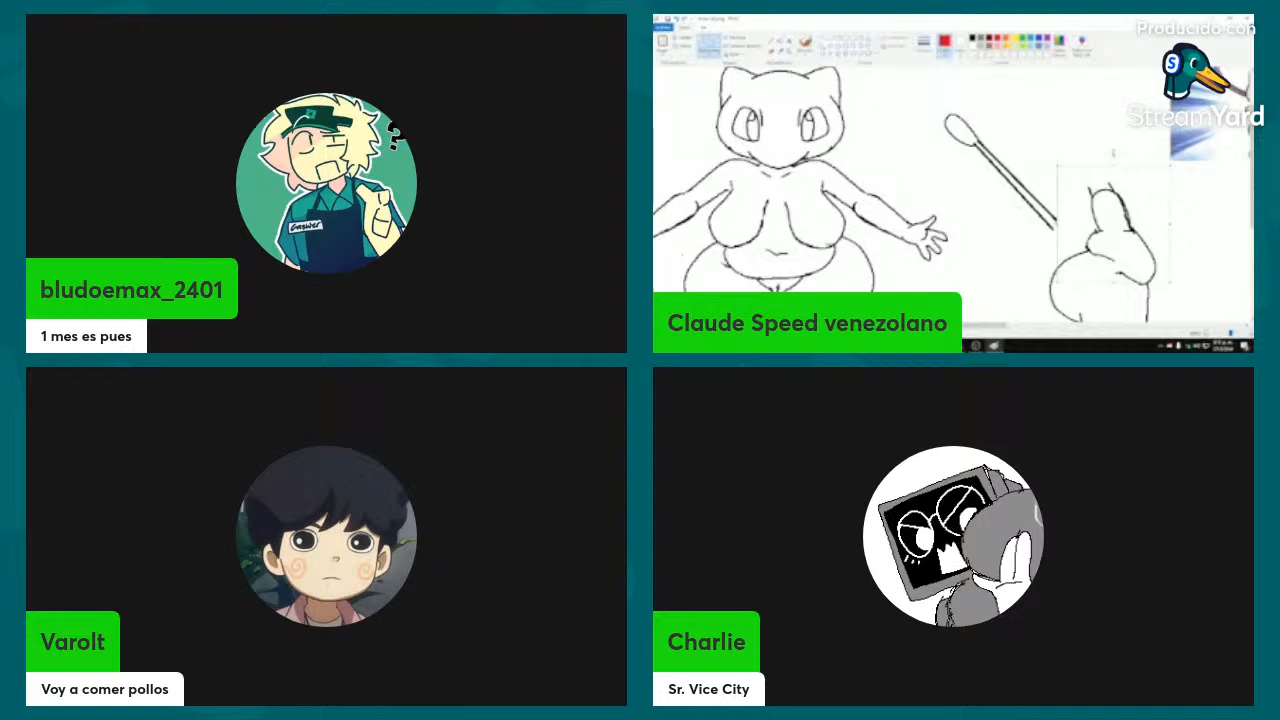 Producido con
StreamYard
S
?
Gaswer
bludoemax_2401
1 mes es pues
Claude Speed venezolano
Varolt
Voy a comer pollos
Charlie
Sr. Vice City